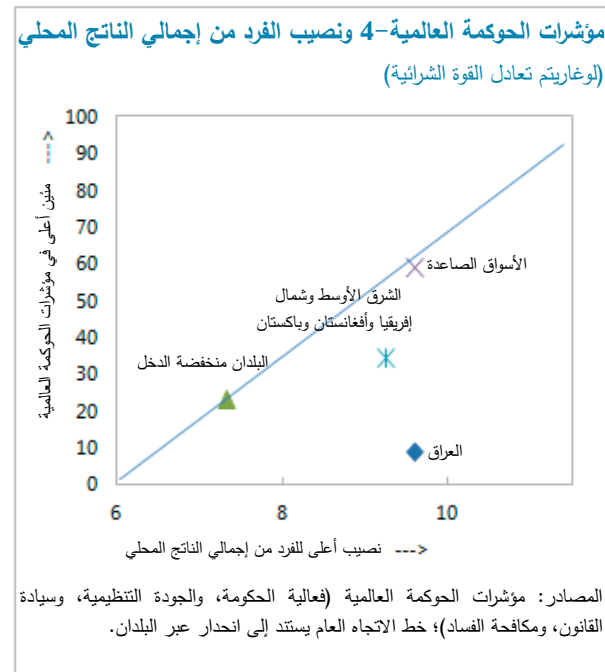 مؤشرات الحوكمة العالمية-4 ونصيب الفرد من إجمالي الناتج المحلي
(لوغاريتم تعادل القوة الشرائية)
مئين أعلى في مؤشرات الحوكمة العالمية --->
100
90
80
70
60
50
40
30
20
10
0
الأسواق الصاعدة
الشرق الأوسط وشمال
إفريقيا وأفغانستان وباكستان
البلدان منخفضة الدخل
العراق
6 8 10
نصيب أعلى للفرد من إجمالي الناتج المحلي --->
المصادر: مؤشرات الحوكمة العالمية (فعالية الحكومة، والجودة التنظيمية، وسيادة
القانون، ومكافحة الفساد)؛ خط الاتجاه العام يستند إلى انحدار عبر البلدان.